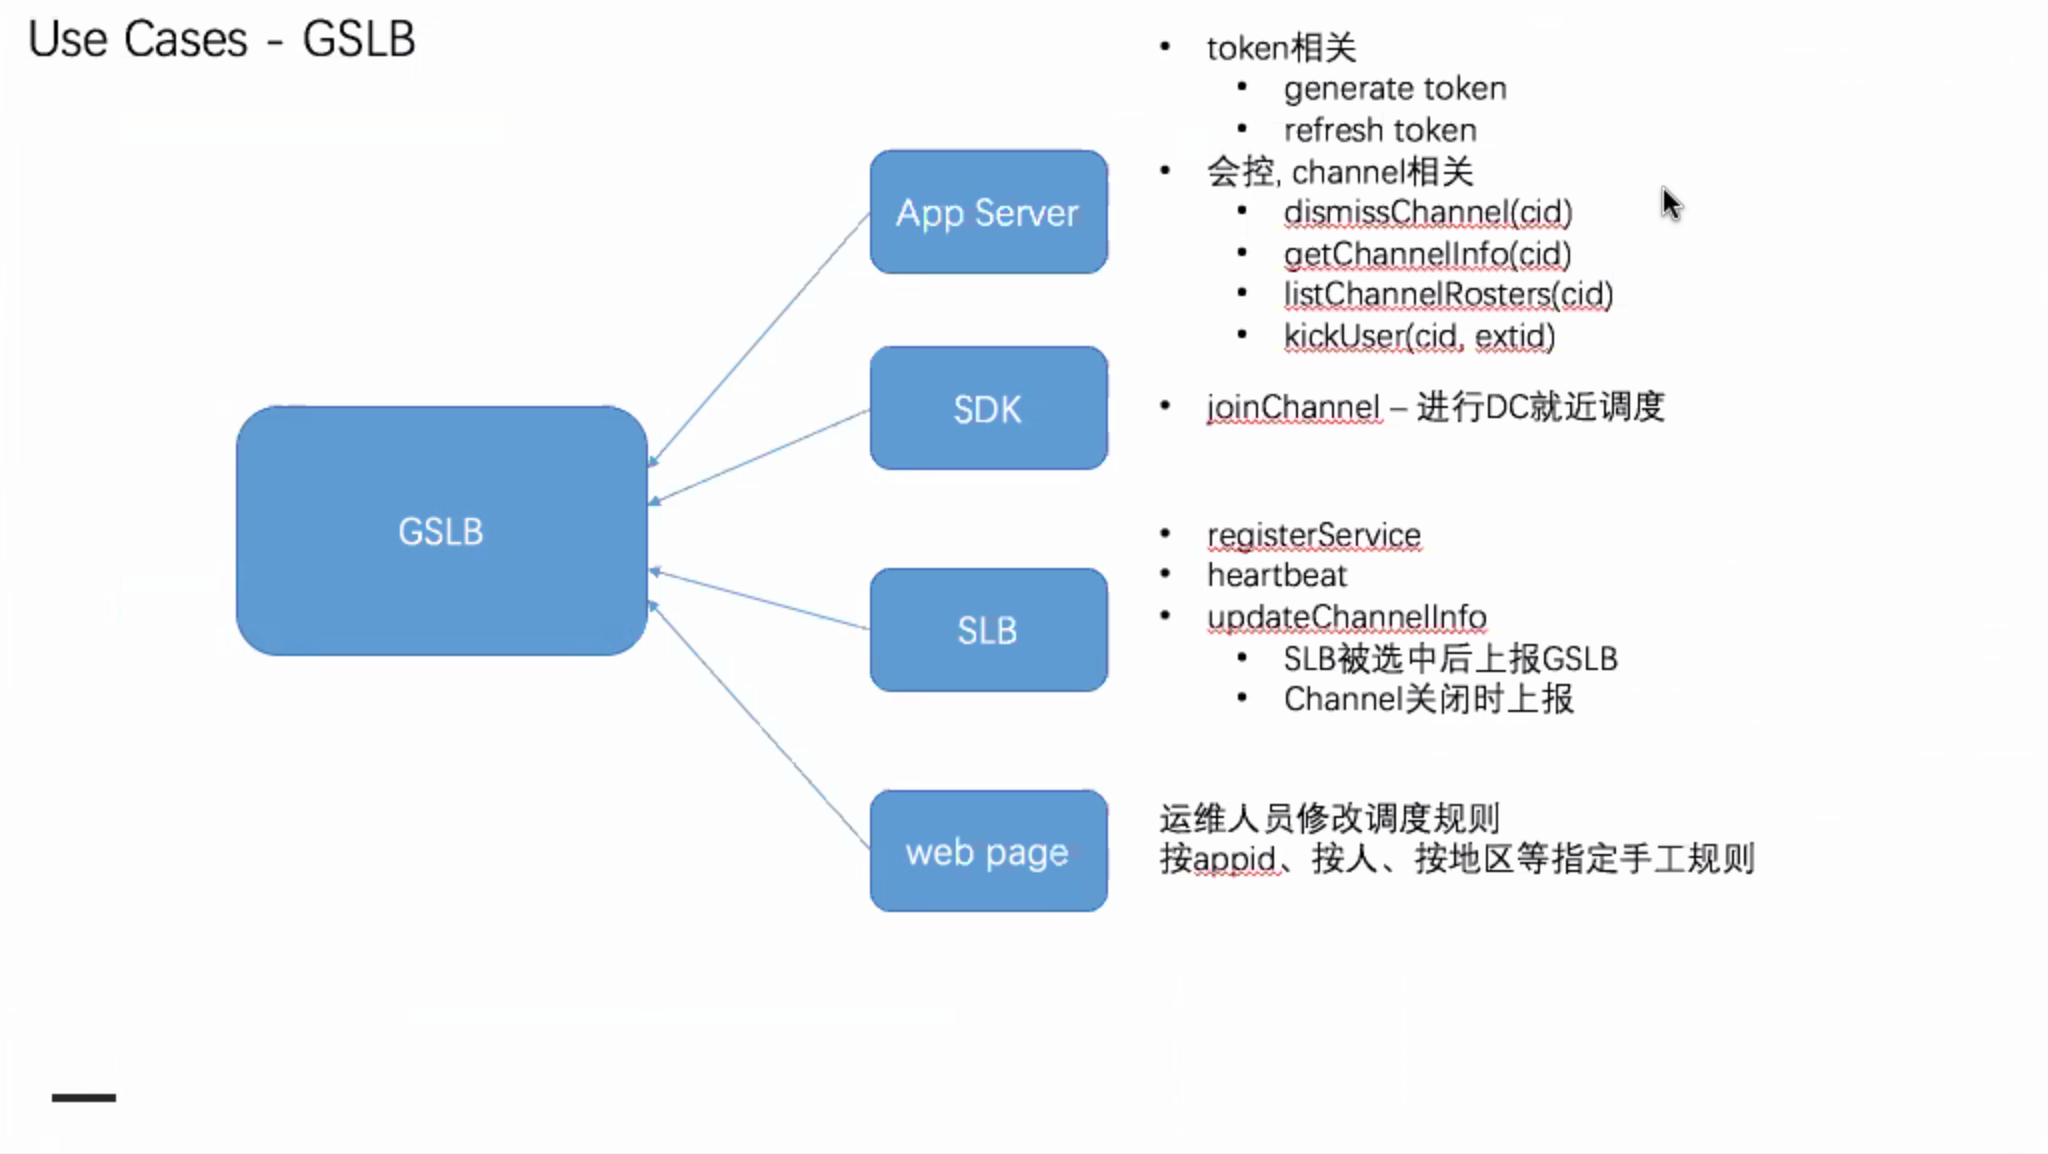 Use Cases - GSLB
• token相关
• generate token
• refresh token
• 会控, channel相关
• dismissChannel(cid)
• getChannelInfo(cid)
• listChannelRosters(cid)
• kickUser(cid, extid)
App Server
SDK
• joinChannel – 进行DC就近调度
GSLB
SLB
• registerService
• heartbeat
• updateChannelInfo
• SLB被选中后上报GSLB
• Channel关闭时上报
web page
运维人员修改调度规则
按appid、按人、按地区等指定手工规则